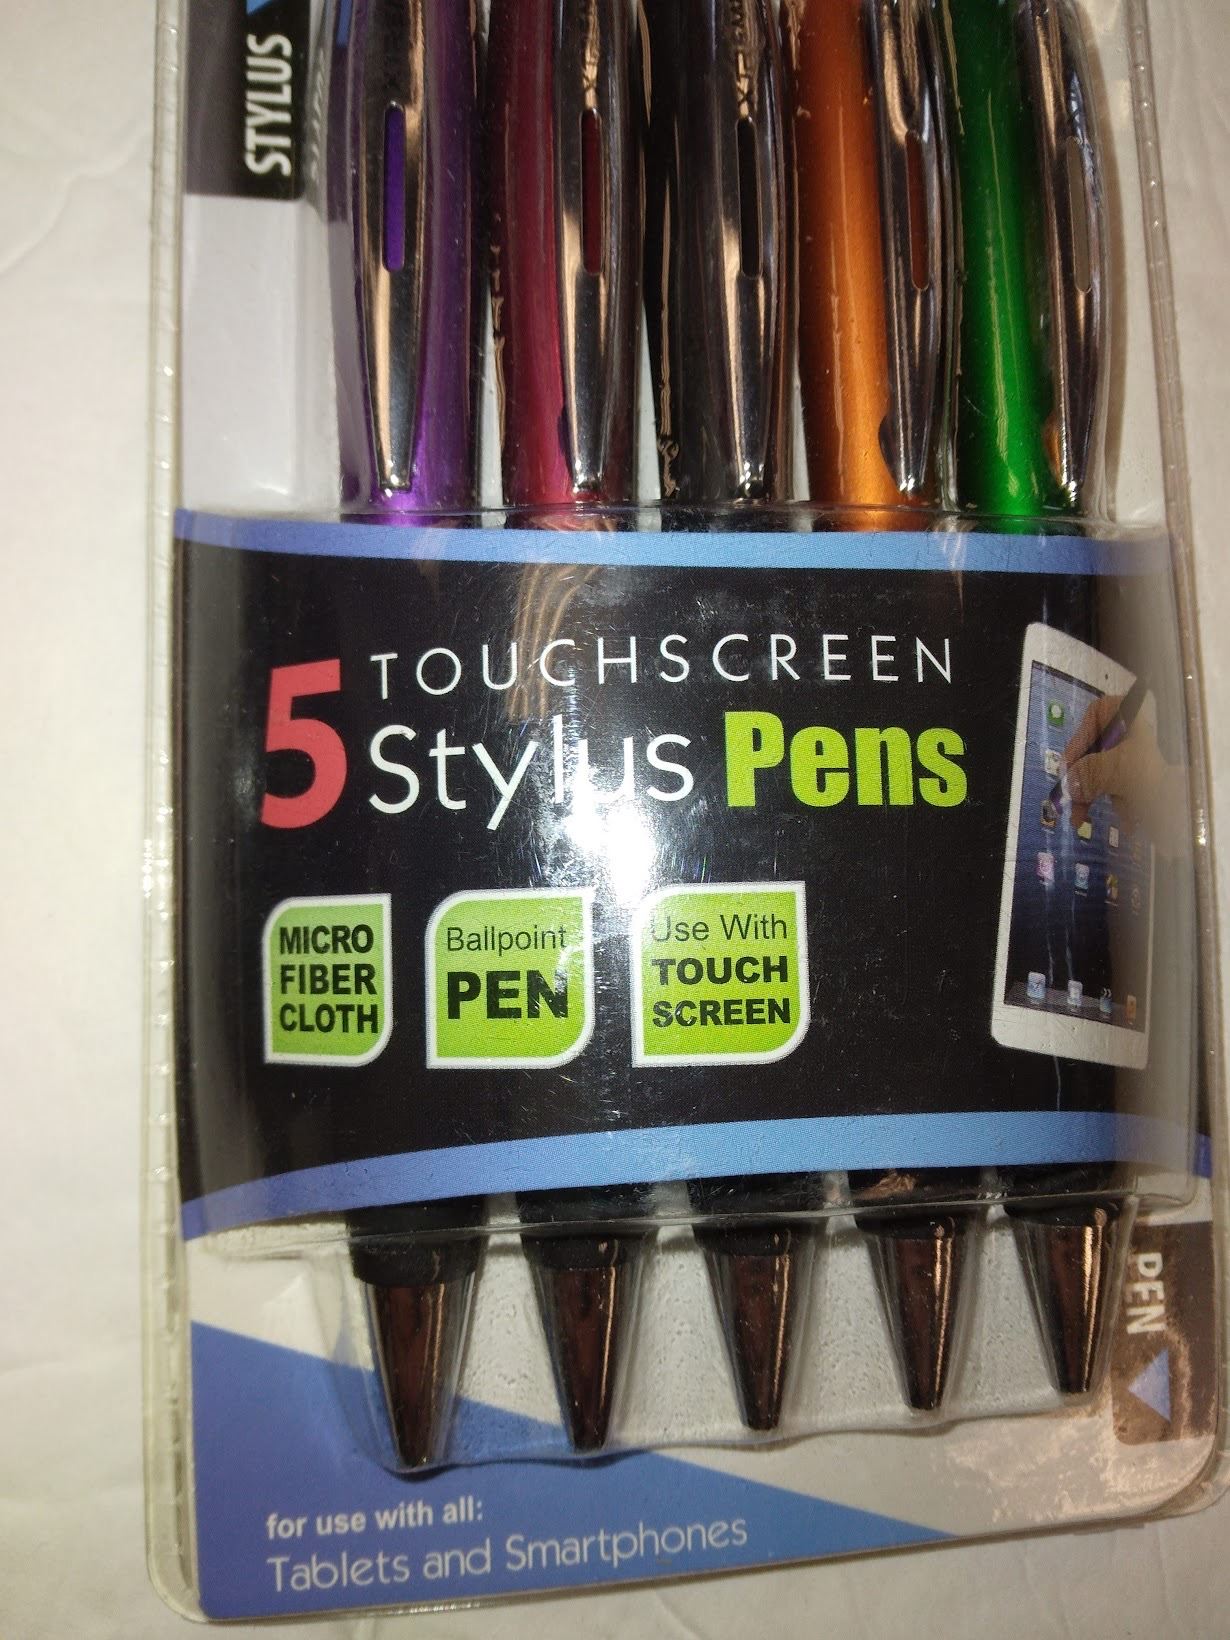 STYLUS
5 TOUCHSCREEN
Stylus Pens
MICRO
FIBER
CLOTH
Ballpoint
PEN
Use With
TOUCH
SCREEN
PEN
for use with all:
Tablets and Smartphones